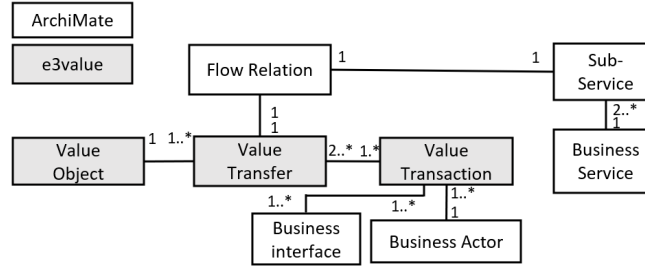 ArchiMate
e3value
Flow Relation
1
1
Sub-
Service
1
1
2..*
1
Value
Object
1
1..*
Value
Transfer
2..*
1..*
Value
Transaction
Business
Service
1..*
1..*
1..*
1
Business
interface
Business Actor